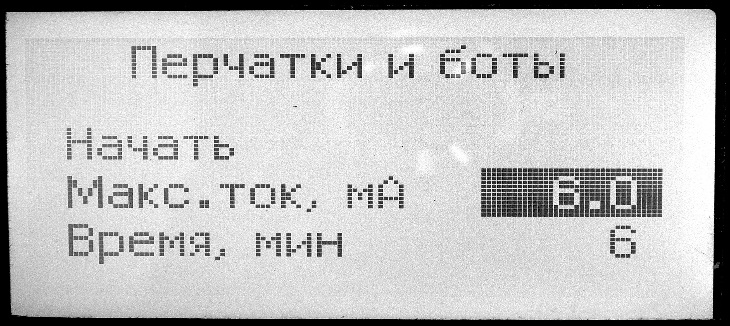 Перчатки и боты
Начать
Макс.ток, мА 6.0
Время, мин 6